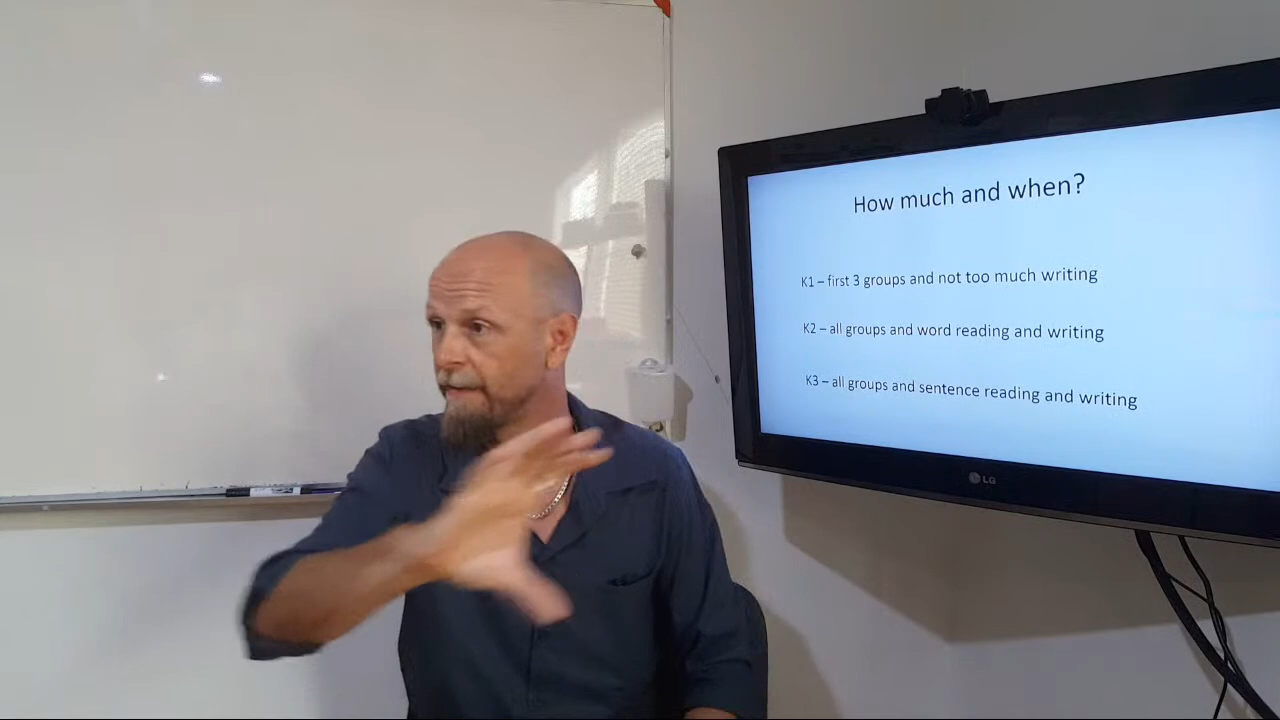 How much and when?
K1 – first 3 groups and not too much writing
K2 – all groups and word reading and writing
K3 – all groups and sentence reading and writing
LG